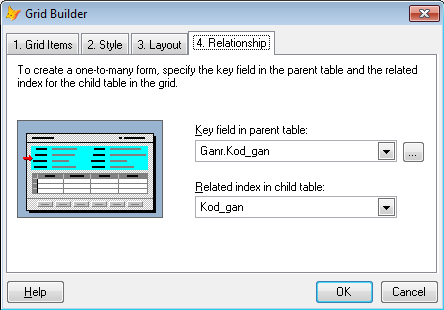 Grid Builder
1. Grid Items
2. Style
3. Layout
4. Relationship
To create a one-to-many form, specify the key field in the parent table and the related
index for the child table in the grid.
Key field in parent table:
Ganr.Kod_gan
...
Related index in child table:
Kod_gan
Help
OK
Cancel